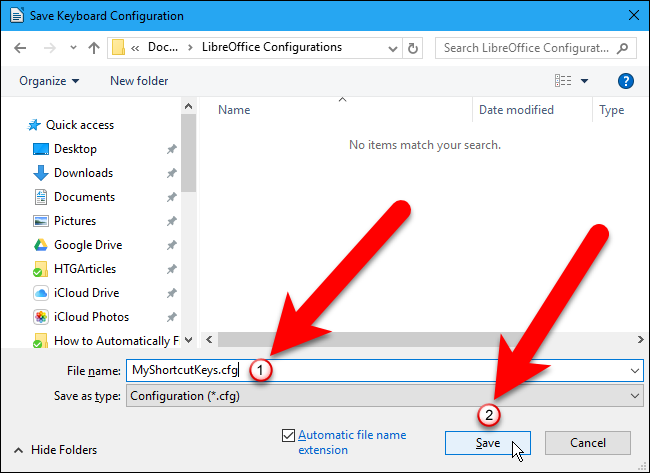 Save Keyboard Configuration
« Doc... › LibreOffice Configurations
Search LibreOffice Configurat...
Organize
New folder
?
Name
Date modified
Type
Quick access
No items match your search.
Desktop
Downloads
Documents
Pictures
Google Drive
HTGArticles
iCloud Drive
iCloud Photos
How to Automatically F
File name:
MyShortcutKeys.cfg
1
Save as type:
Configuration (*.cfg)
2
Automatic file name
extension
Hide Folders
Save
Cancel